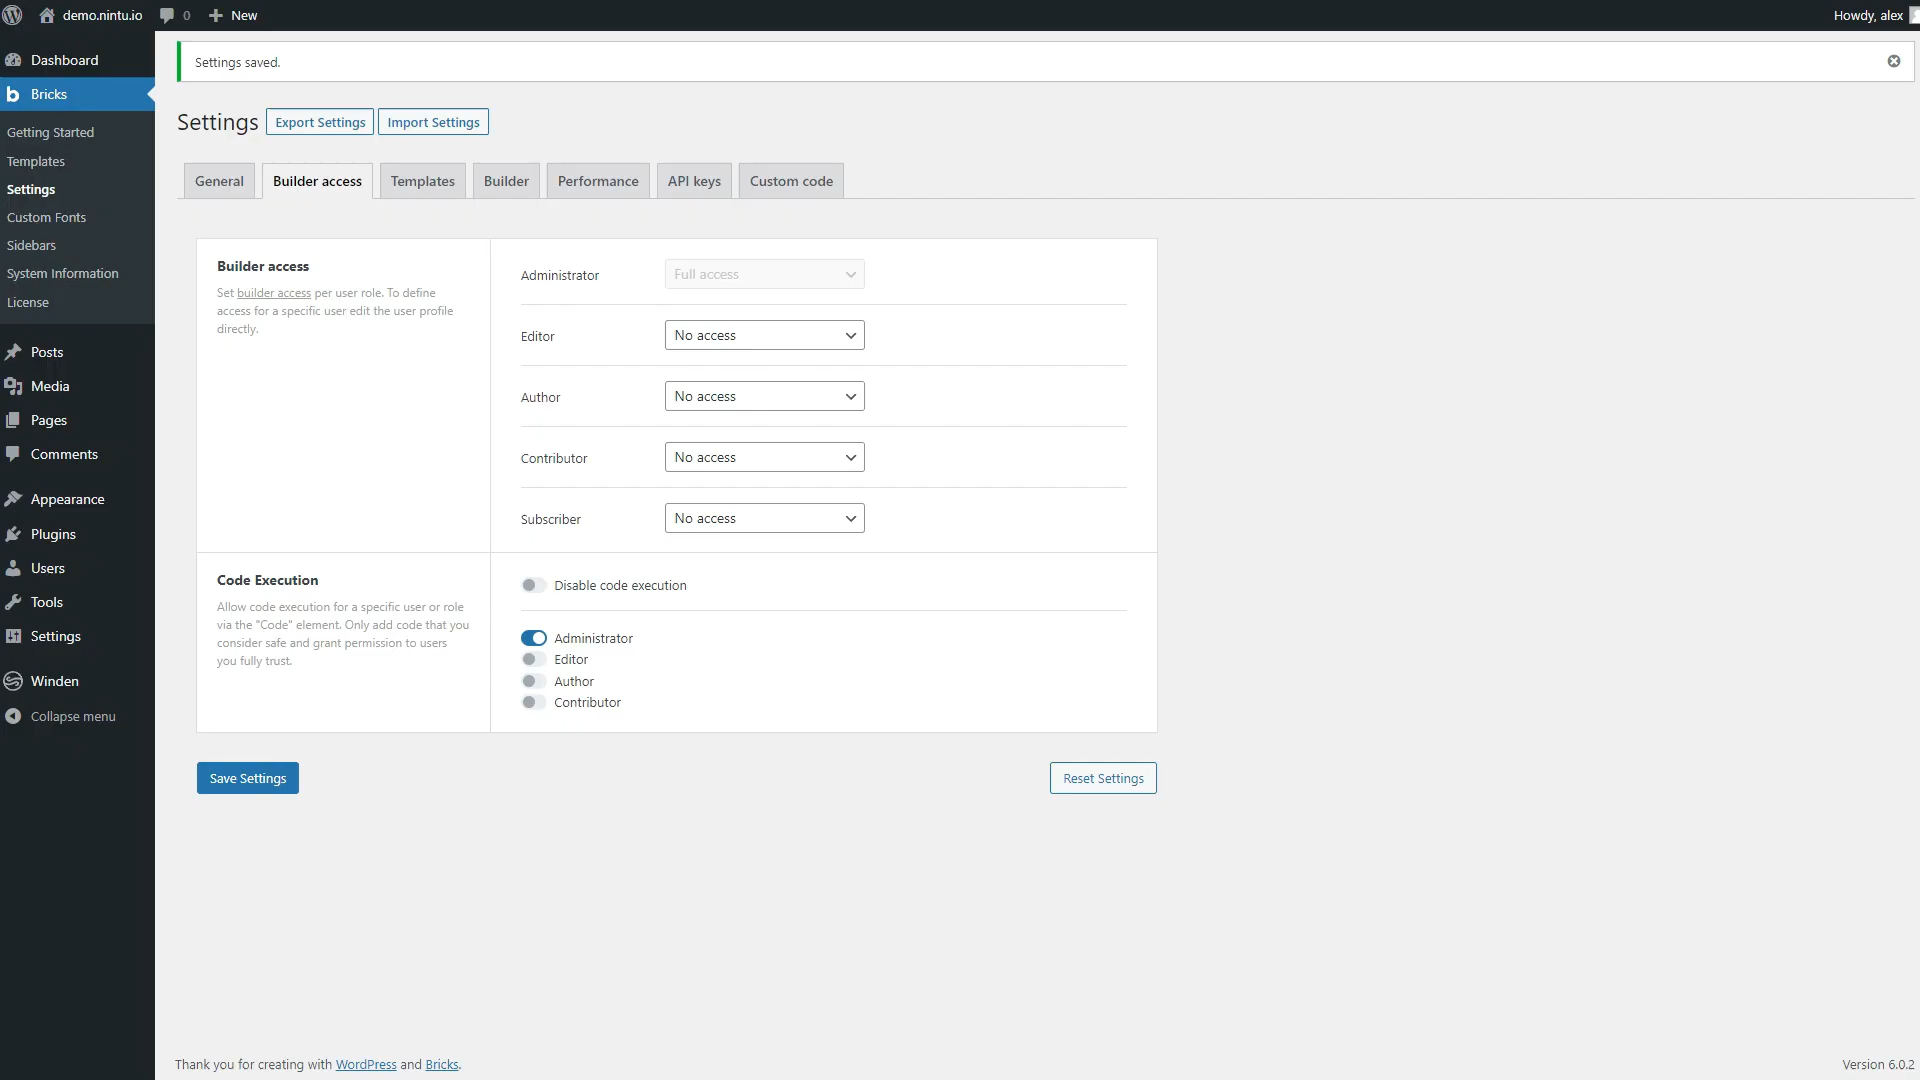 demo.nintu.io
0
New
Howdy, alex
Dashboard
Bricks
Getting Started
Templates
Settings
Custom Fonts
Sidebars
System Information
License
Posts
Media
Pages
Comments
Appearance
Plugins
Users
Tools
Settings
Winden
Collapse menu
Settings saved.
Settings
Export Settings
Import Settings
General
Builder access
Templates
Builder
Performance
API keys
Custom code
Builder access
Set builder access per user role. To define
access for a specific user edit the user profile
directly.
Administrator
Full access
Editor
No access
Author
No access
Contributor
No access
Subscriber
No access
Code Execution
Allow code execution for a specific user or role
via the "Code" element. Only add code that you
consider safe and grant permission to users
you fully trust.
Disable code execution
Administrator
Editor
Author
Contributor
Save Settings
Reset Settings
Thank you for creating with WordPress and Bricks.
Version 6.0.2